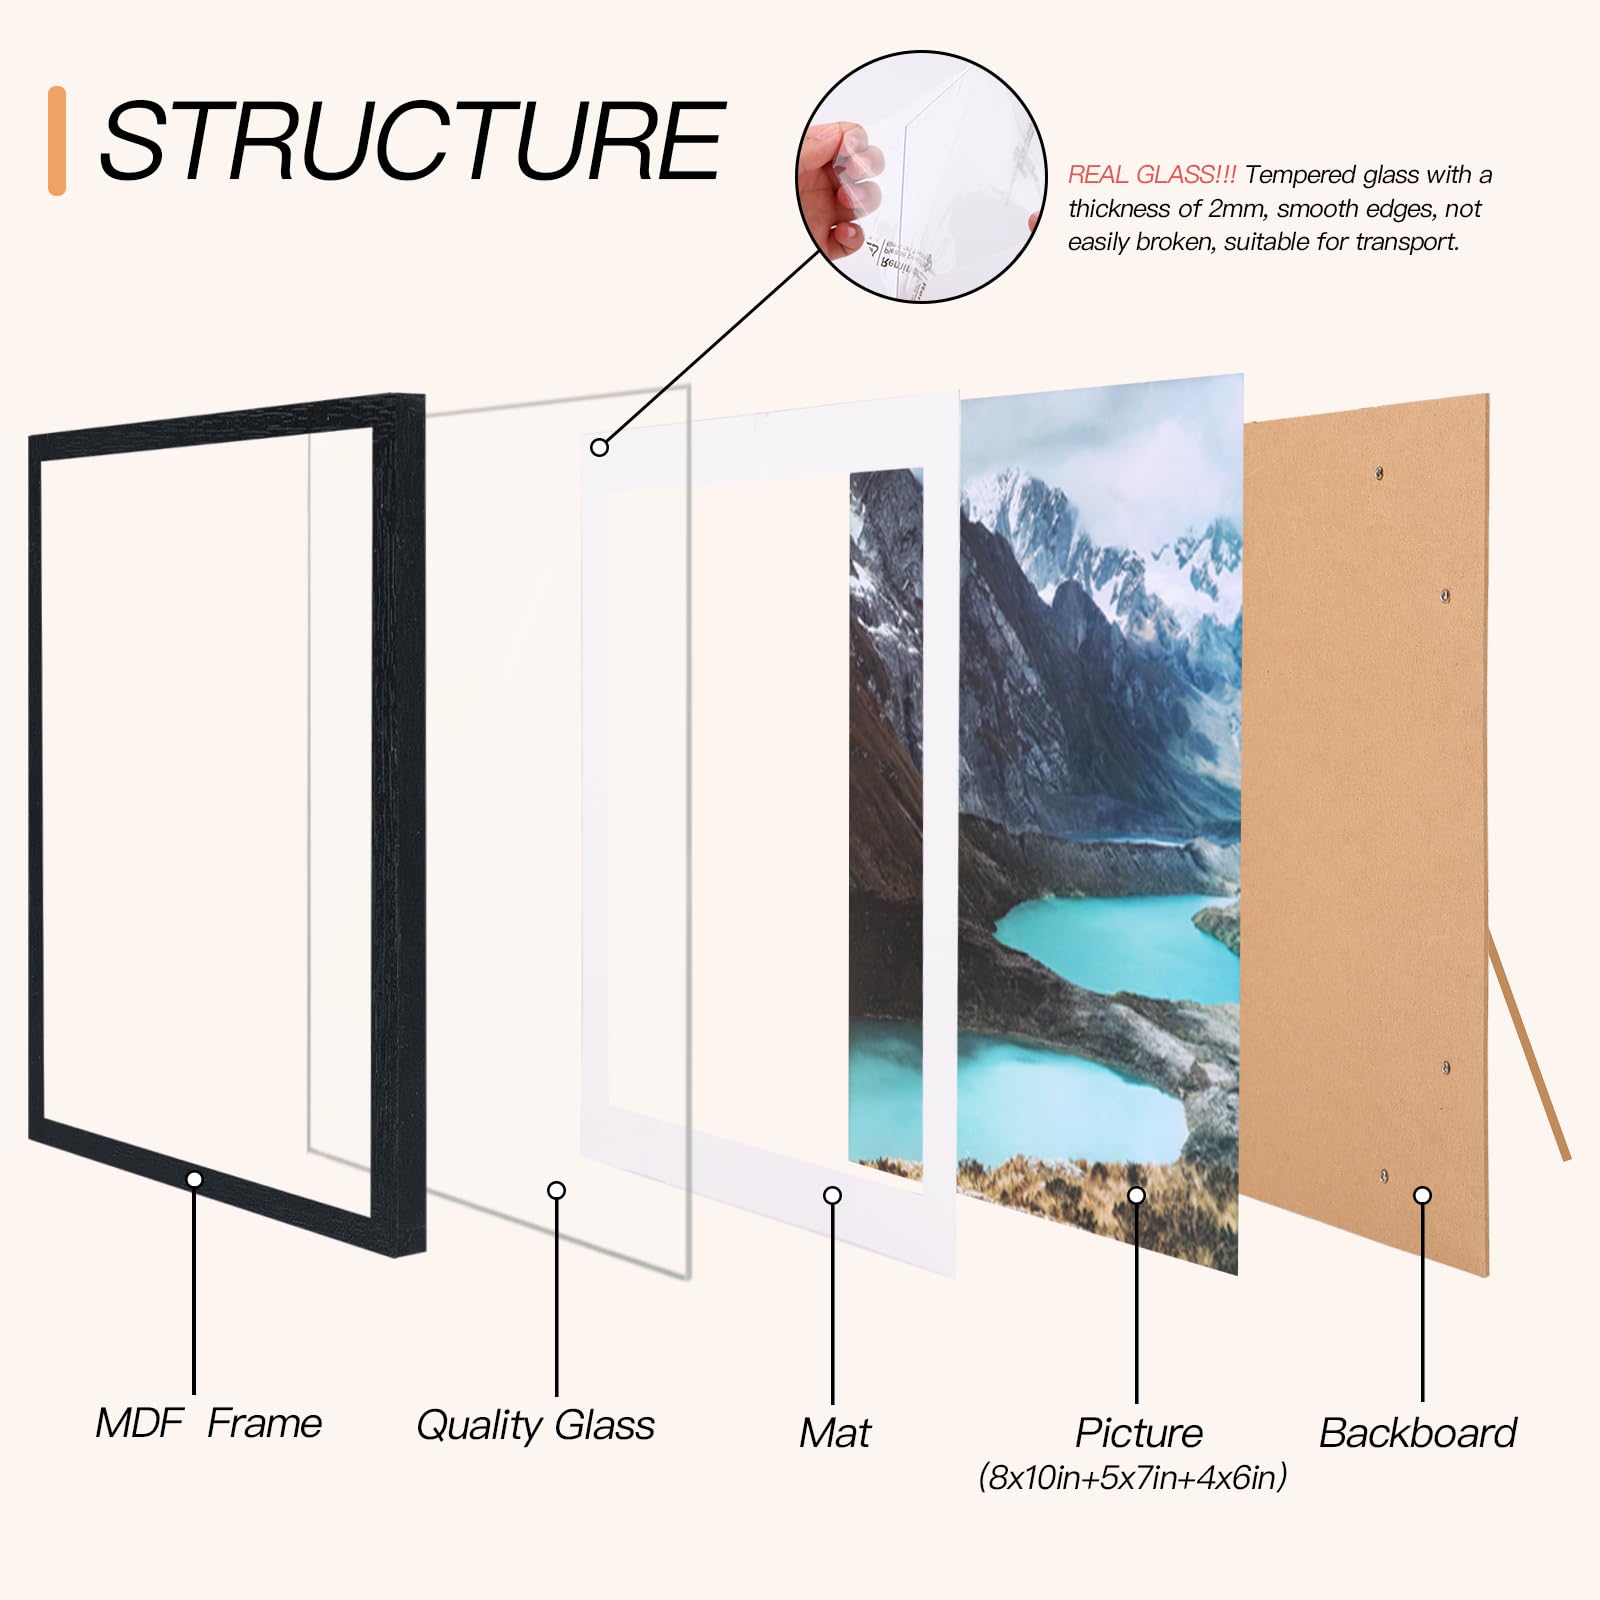 STRUCTURE
REAL GLASS!!! Tempered glass with a
thickness of 2mm, smooth edges, not
easily broken, suitable for transport.
MDF Frame
Quality Glass
Mat
Picture
(8x10in+5x7in+4x6in)
Backboard